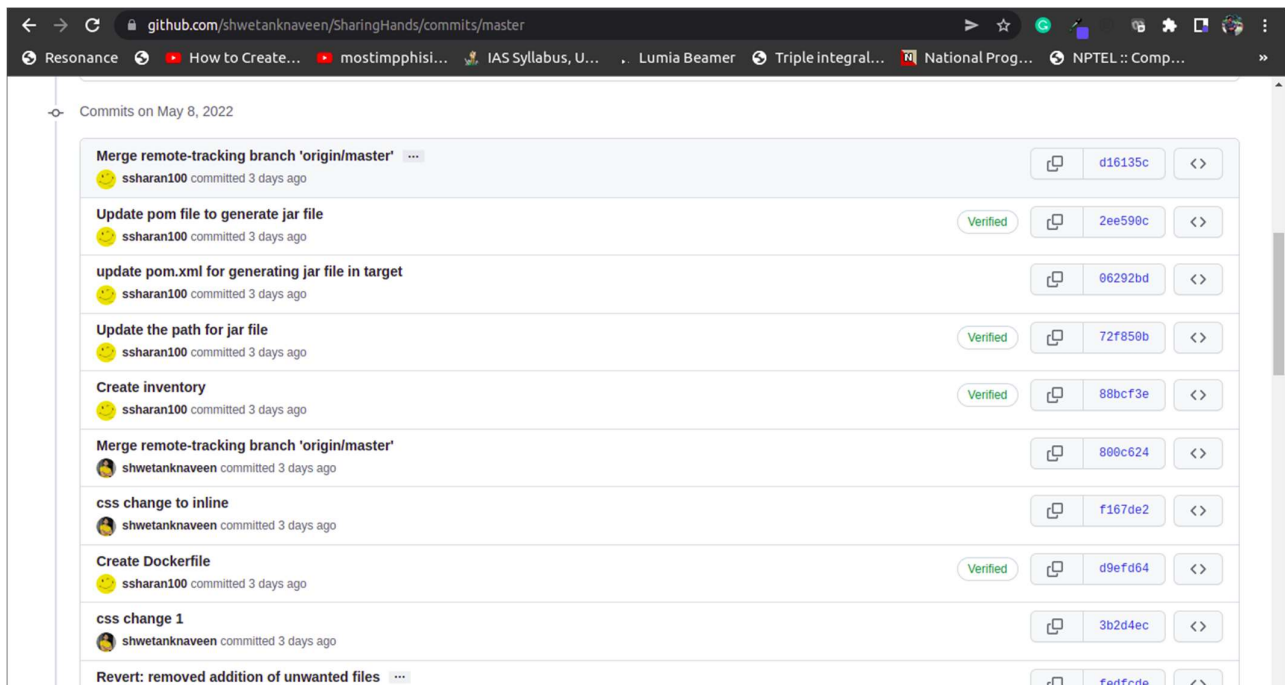 github.com/shwetanknaveen/SharingHands/commits/master
Resonance How to Create... mostimpphisi... IAS Syllabus, U... Lumia Beamer Triple integral... National Prog... NPTEL :: Comp... »
Commits on May 8, 2022
Merge remote-tracking branch 'origin/master' ...
ssharan100 committed 3 days ago
d16135c
Update pom file to generate jar file
ssharan100 committed 3 days ago
Verified 2ee590c
update pom.xml for generating jar file in target
ssharan100 committed 3 days ago
06292bd
Update the path for jar file
ssharan100 committed 3 days ago
Verified 72f850b
Create inventory
ssharan100 committed 3 days ago
Verified 88bcf3e
Merge remote-tracking branch 'origin/master'
shwetanknaveen committed 3 days ago
800c624
css change to inline
shwetanknaveen committed 3 days ago
f167de2
Create Dockerfile
ssharan100 committed 3 days ago
Verified d9efd64
css change 1
shwetanknaveen committed 3 days ago
3b2d4ec
Revert: removed addition of unwanted files ...
fedfcde